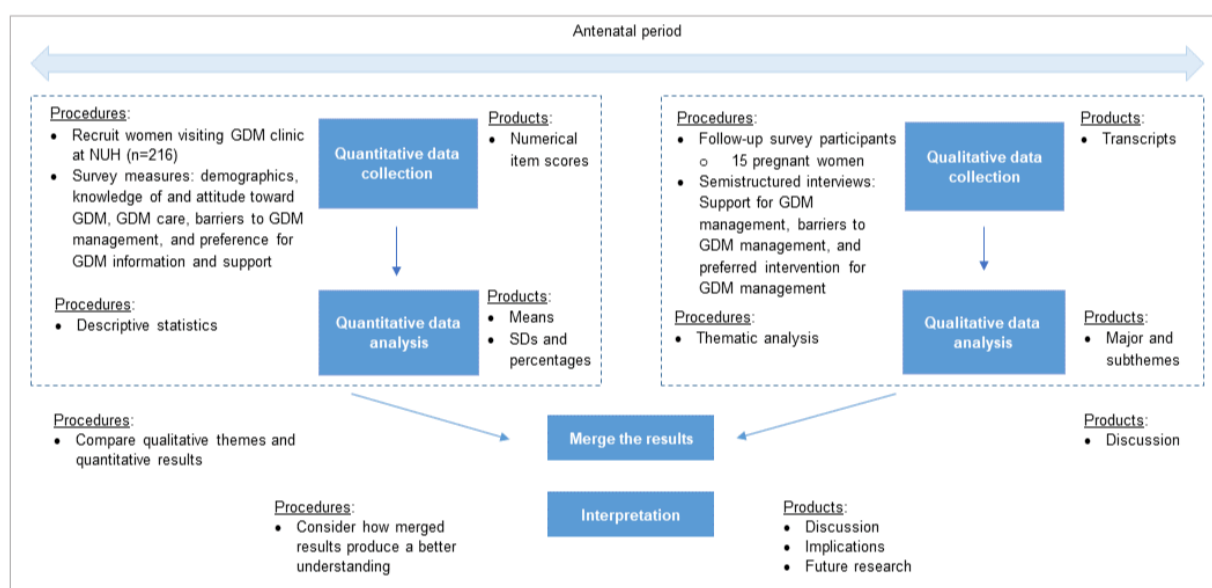 Antenatal period
Procedures:
• Recruit women visiting GDM clinic
at NUH (n=216)
• Survey measures: demographics,
knowledge of and attitude toward
GDM, GDM care, barriers to GDM
management, and preference for
GDM information and support
Quantitative data
collection
Products:
• Numerical
item scores
Procedures:
• Descriptive statistics
Quantitative data
analysis
Products:
• Means
• SDs and
percentages
Procedures:
• Follow-up survey participants
o 15 pregnant women
• Semistructured interviews:
Support for GDM
management, barriers to
GDM management, and
preferred intervention for
GDM management
Qualitative data
collection
Products:
• Transcripts
Procedures:
• Thematic analysis
Qualitative data
analysis
Products:
• Major and
subthemes
Procedures:
• Compare qualitative themes and
quantitative results
Merge the results
Products:
• Discussion
Procedures:
• Consider how merged
results produce a better
understanding
Interpretation
Products:
• Discussion
• Implications
• Future research